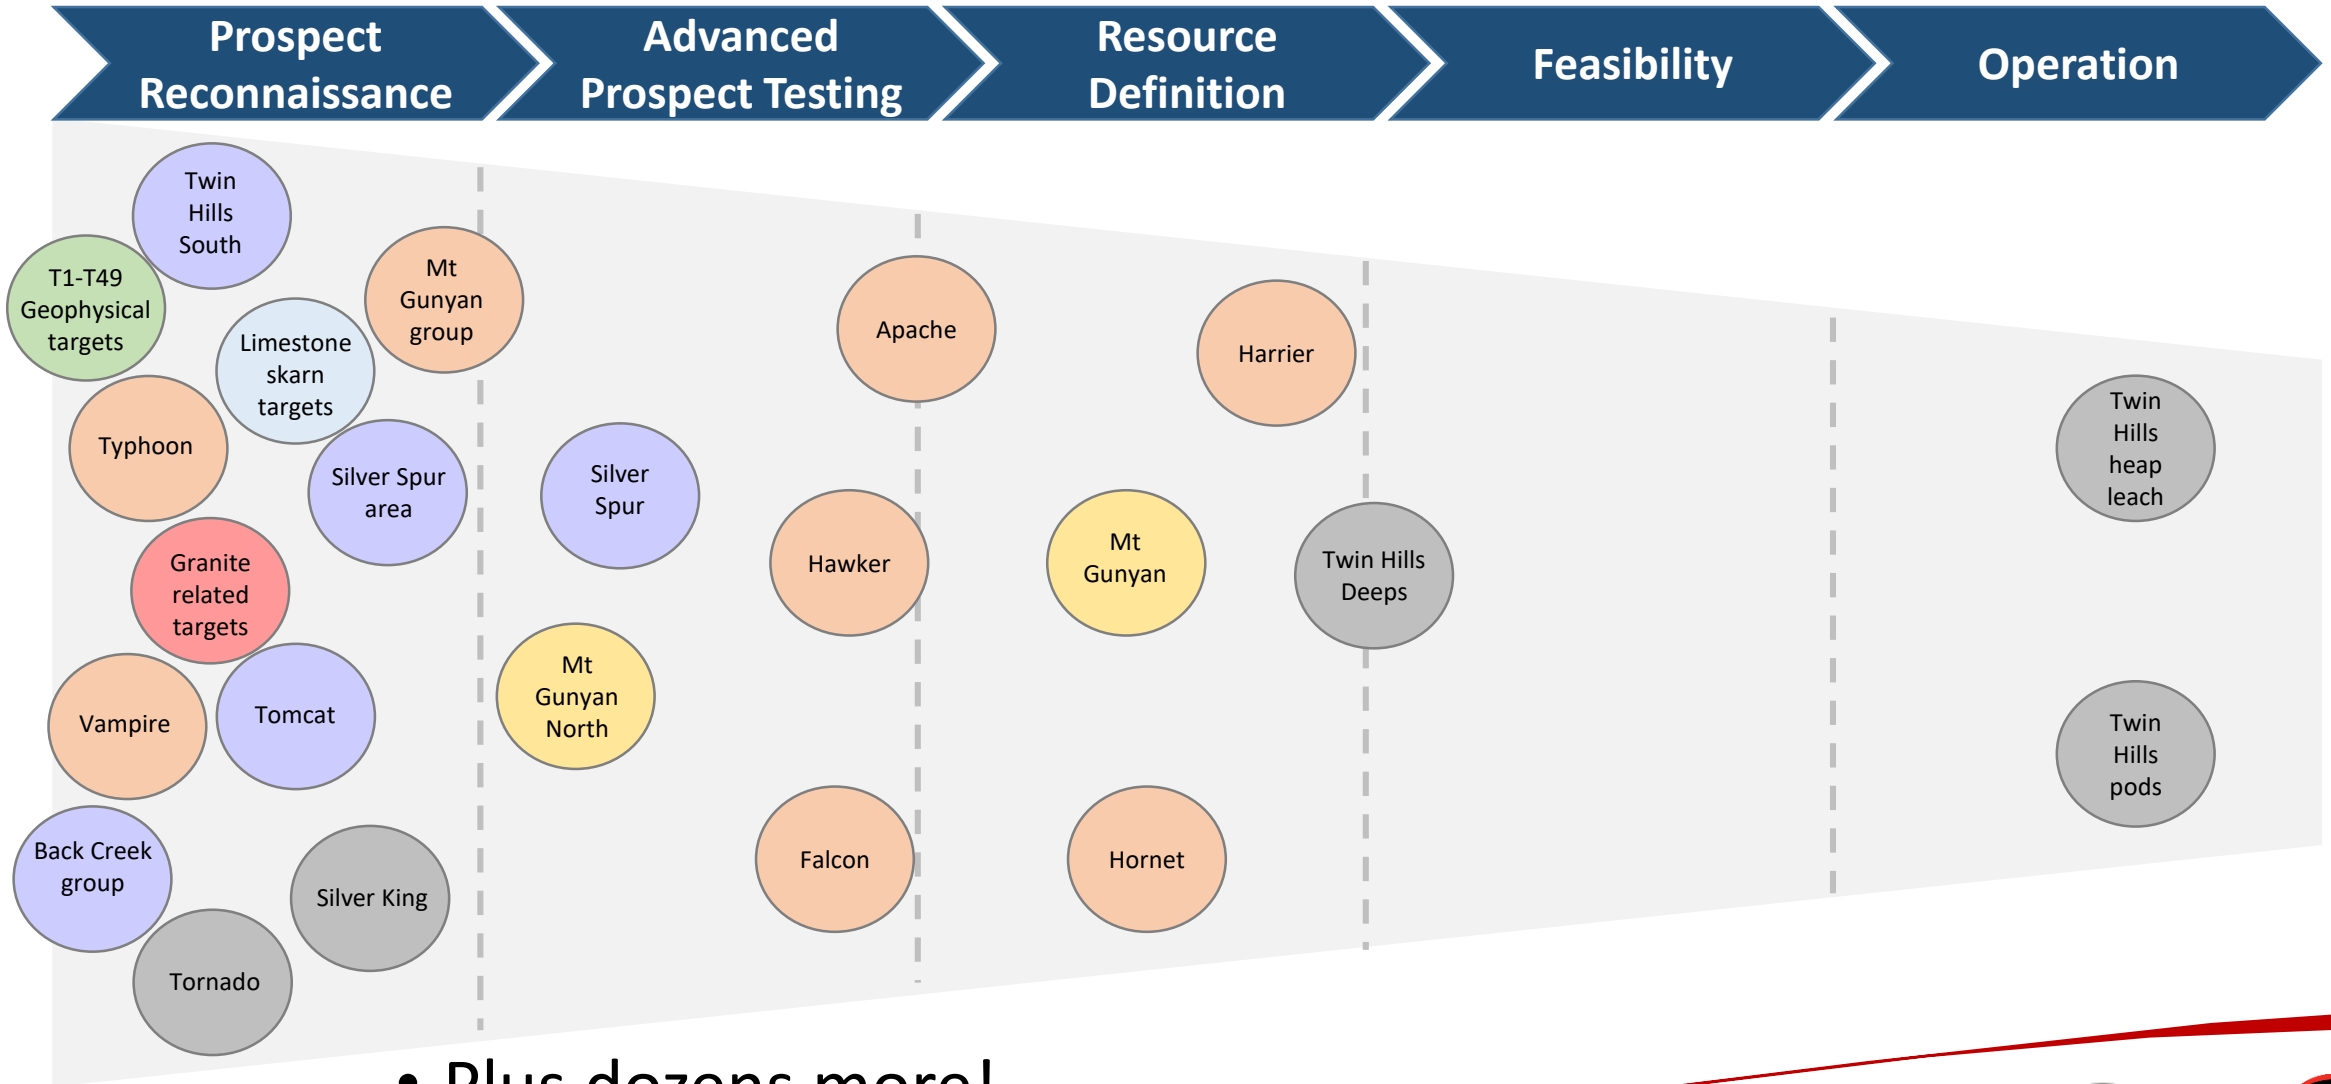 Prospect
Reconnaissance
Advanced
Prospect Testing
Resource
Definition
Feasibility
Operation
Twin
Hills
South
T1-T49
Geophysical
targets
Mt
Gunyan
group
Limestone
skarn
targets
Typhoon
Silver Spur
area
Granite
related
targets
Vampire
Tomcat
Back Creek
group
Silver King
Tornado
Silver
Spur
Mt
Gunyan
North
Apache
Hawker
Falcon
Harrier
Mt
Gunyan
Twin Hills
Deeps
Hornet
Twin
Hills
heap
leach
Twin
Hills
pods
• Plus dozens more!